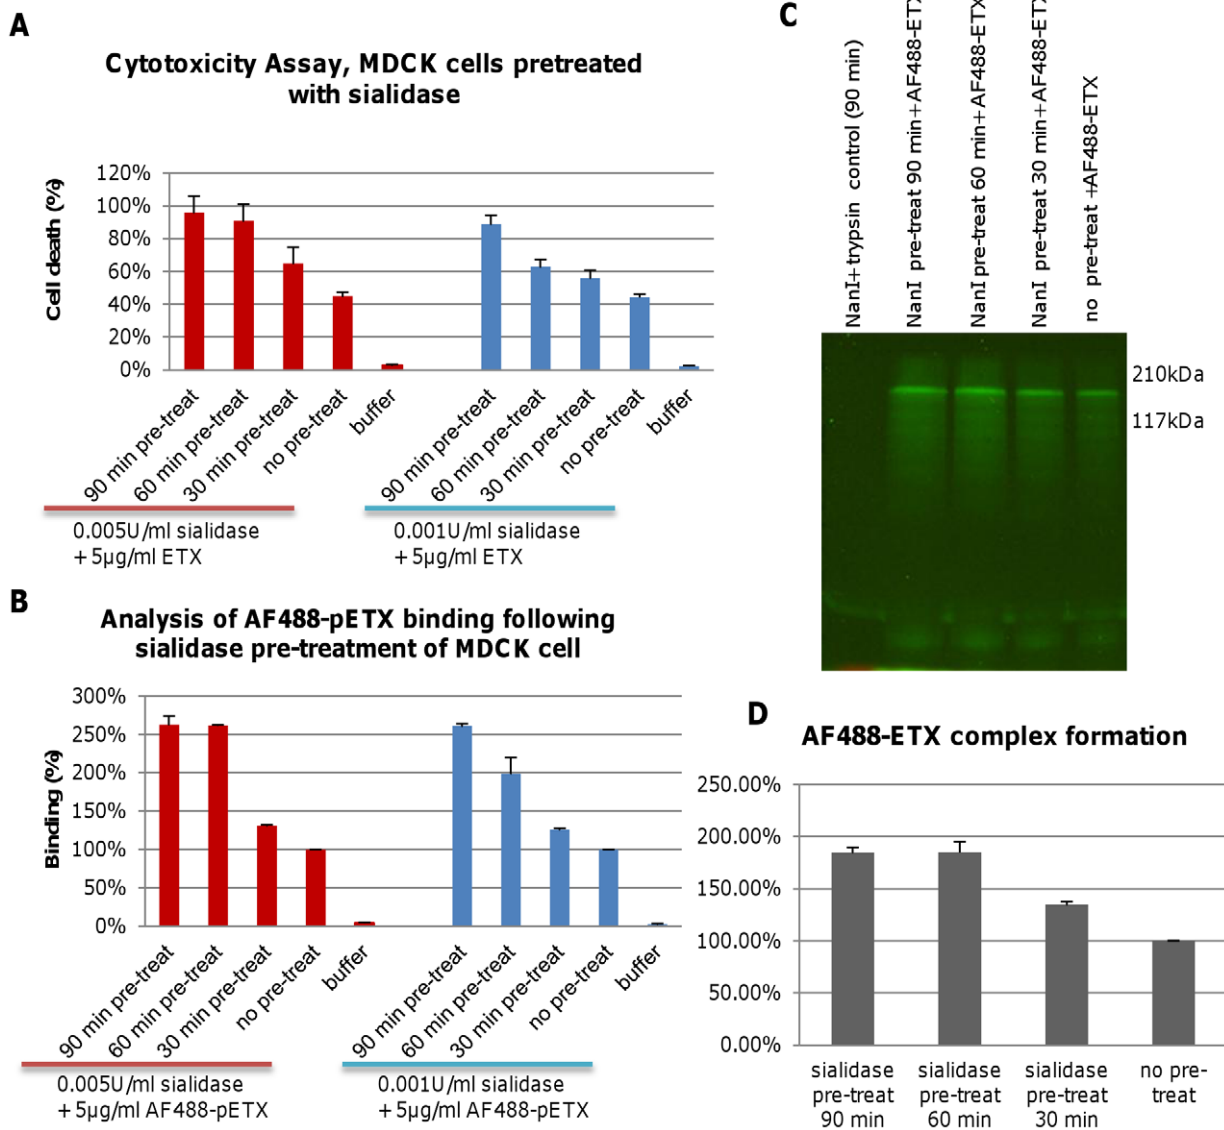 A
Cytotoxicity Assay, MDCK cells pretreated
with sialidase
Cell death (%)
120%
100%
80%
60%
40%
20%
0%
90 min pre-treat
60 min pre-treat
30 min pre-treat
no pre-treat
buffer
90 min pre-treat
60 min pre-treat
30 min pre-treat
no pre-treat
buffer
0.005U/ml sialidase
+ 5µg/ml ETX
0.001U/ml sialidase
+ 5µg/ml ETX
B
Analysis of AF488-pETX binding following
sialidase pre-treatment of MDCK cell
Binding (%)
300%
250%
200%
150%
100%
50%
0%
90 min pre-treat
60 min pre-treat
30 min pre-treat
no pre-treat
buffer
90 min pre-treat
60 min pre-treat
30 min pre-treat
no pre-treat
buffer
0.005U/ml sialidase
+ 5µg/ml AF488-pETX
0.001U/ml sialidase
+ 5µg/ml AF488-pETX
C
NanI+trypsin control (90 min)
NanI pre-treat 90 min+AF488-ETX
NanI pre-treat 60 min+AF488-ETX
NanI pre-treat 30 min+AF488-ETX
no pre-treat +AF488-ETX
210kDa
117kDa
D
AF488-ETX complex formation
250.00%
200.00%
150.00%
100.00%
50.00%
0.00%
sialidase
pre-treat
90 min
sialidase
pre-treat
60 min
sialidase
pre-treat
30 min
no pre-
treat